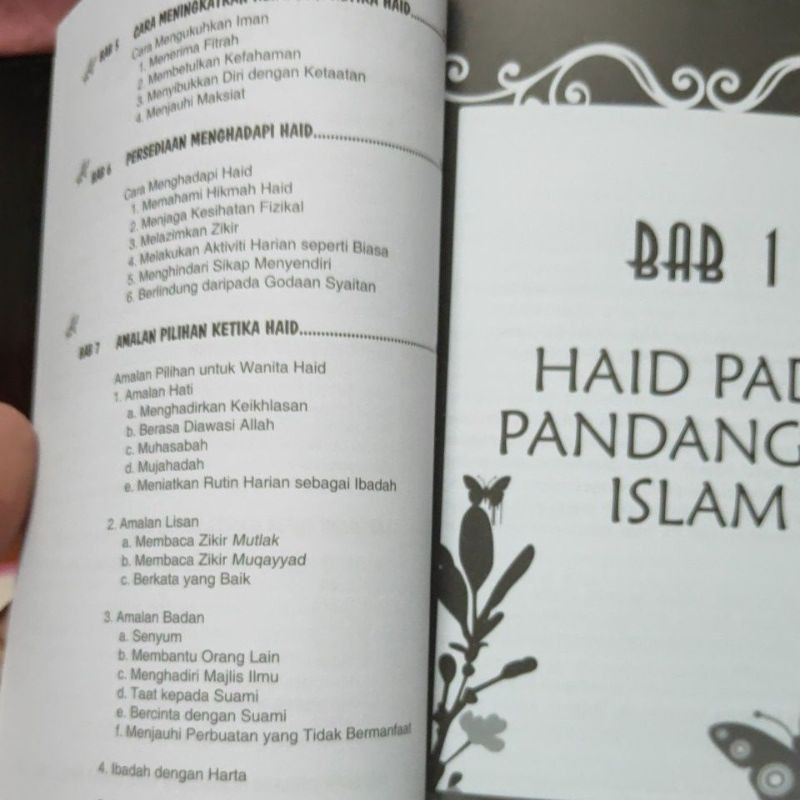 BAB 5 CARA MENINGKATKAN HAID....
Cara Mengukuhkan Iman
1. Menerima Fitrah
2. Membetulkan Kefahaman
3. Menyibukkan Diri dengan Ketaatan
4. Menjauhi Maksiat
BAB 6 PERSEDIAAN MENGHADAPI HAID....
Cara Menghadapi Haid
1. Memahami Hikmah Haid
2. Menjaga Kesihatan Fizikal
3. Melazimkan Zikir
4. Melakukan Aktiviti Harian seperti Biasa
5. Menghindari Sikap Menyendiri
6. Berlindung daripada Godaan Syaitan
BAB 7 AMALAN PILIHAN KETIKA HAID....
Amalan Pilihan untuk Wanita Haid
1. Amalan Hati
a. Menghadirkan Keikhlasan
b. Berasa Diawasi Allah
c. Muhasabah
d. Mujahadah
e. Meniatkan Rutin Harian sebagai Ibadah
2. Amalan Lisan
a. Membaca Zikir Mutlak
b. Membaca Zikir Muqayyad
c. Berkata yang Baik
3. Amalan Badan
a. Senyum
b. Membantu Orang Lain
c. Menghadiri Majlis Ilmu
d. Taat kepada Suami
e. Bercinta dengan Suami
f. Menjauhi Perbuatan yang Tidak Bermanfaat
4. Ibadah dengan Harta
BAB 1
HAID PAD
PANDANG
ISLAM